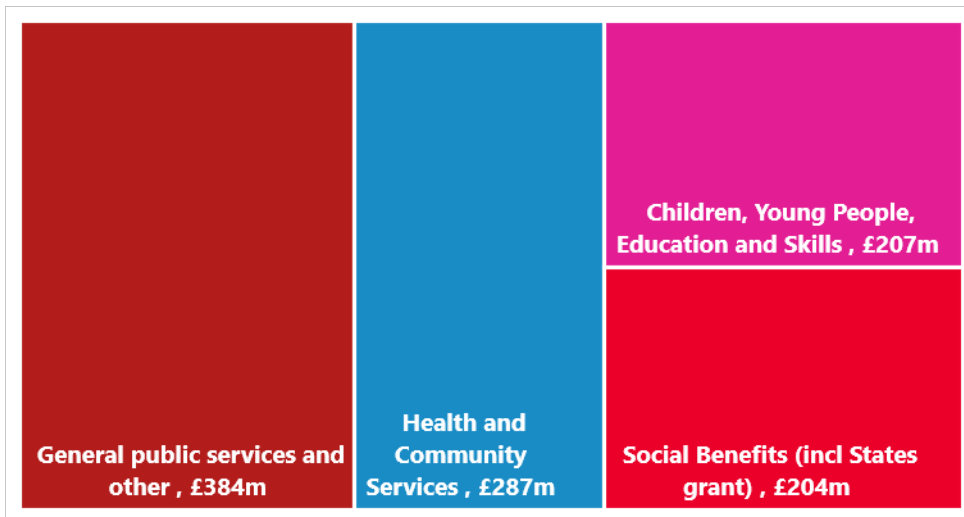 General public services and
other , £384m
Health and
Community
Services , £287m
Children, Young People,
Education and Skills , £207m
Social Benefits (incl States
grant) , £204m